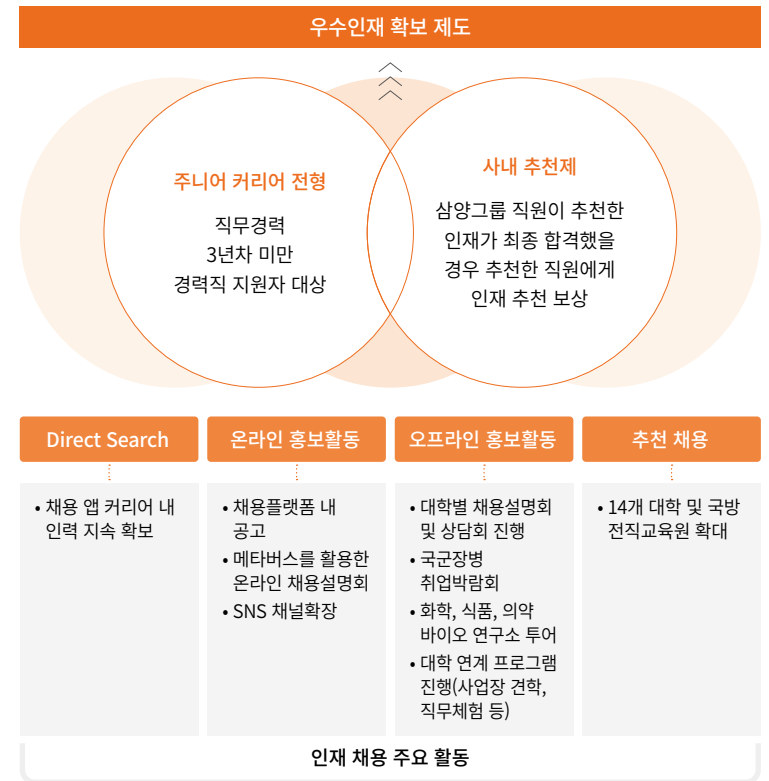 우수인재 확보 제도
주니어 커리어 전형
직무경력
3년차 미만
경력직 지원자 대상
사내 추천제
삼양그룹 직원이 추천한
인재가 최종 합격했을
경우 추천한 직원에게
인재 추천 보상
Direct Search
• 채용 앱 커리어 내
인력 지속 확보
온라인 홍보활동
• 채용플랫폼 내
공고
• 메타버스를 활용한
온라인 채용설명회
• SNS 채널확장
오프라인 홍보활동
• 대학별 채용설명회
및 상담회 진행
• 국군장병
취업박람회
• 화학, 식품, 의약
바이오 연구소 투어
• 대학 연계 프로그램
진행(사업장 견학,
직무체험 등)
추천 채용
• 14개 대학 및 국방
전직교육원 확대
인재 채용 주요 활동